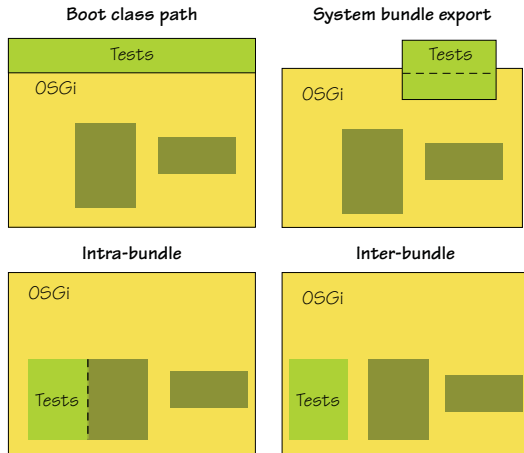 Boot class path
System bundle export
Tests
Tests
OSGi
OSGi
Intra-bundle
Inter-bundle
OSGi
OSGi
Tests
Tests